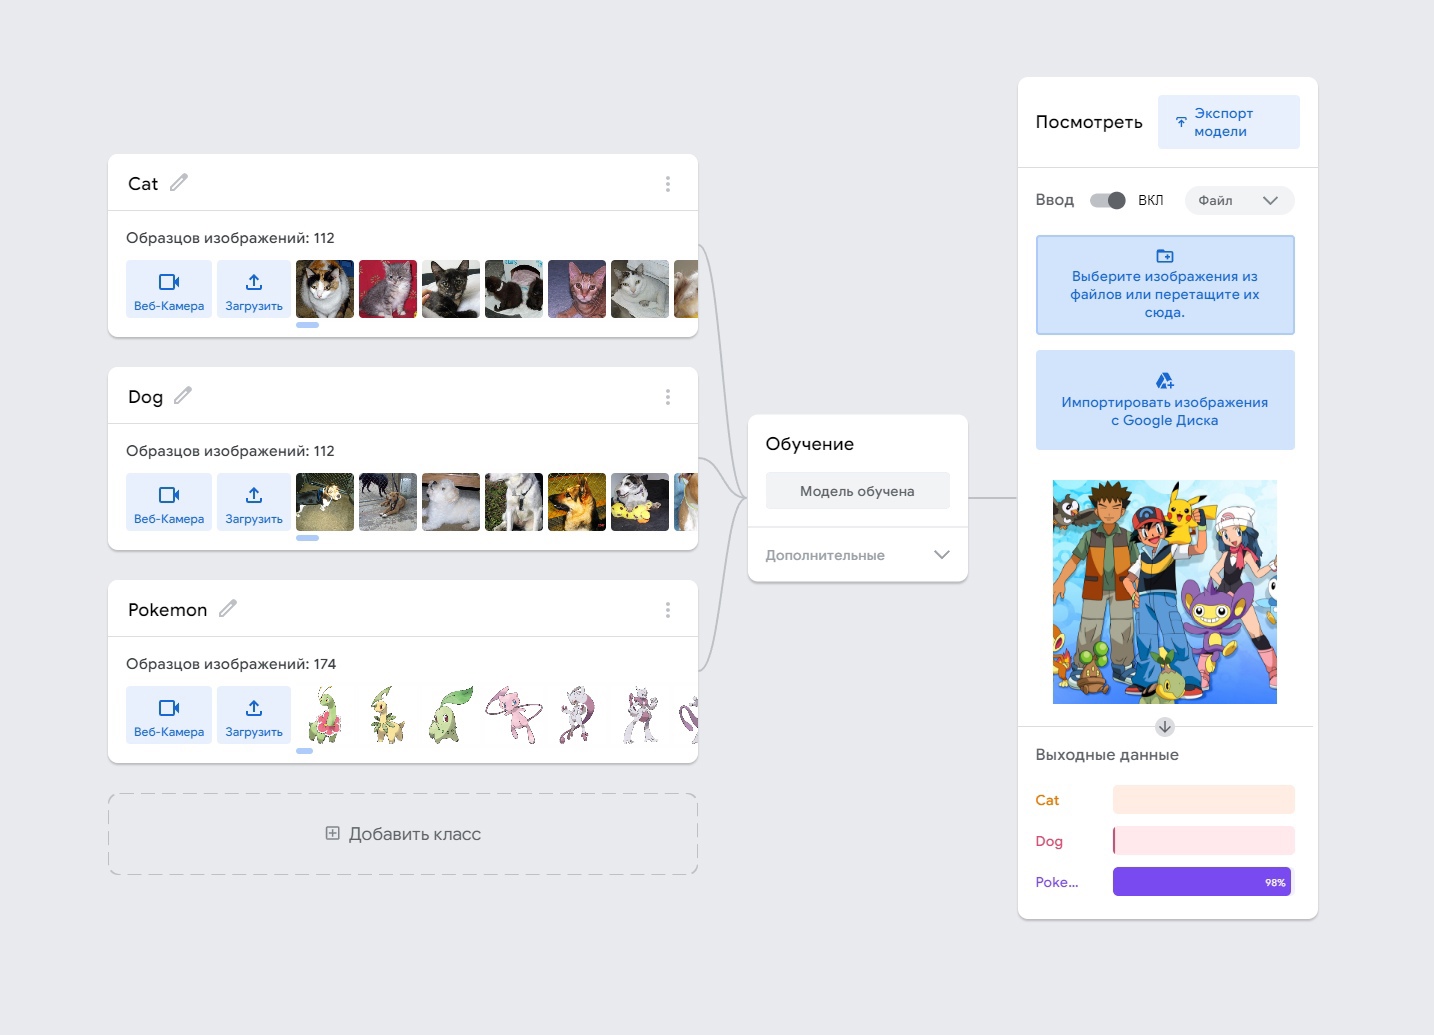 Cat
Образцов изображений: 112
Веб-Камера
Загрузить
Dog
Образцов изображений: 112
Веб-Камера
Загрузить
Pokemon
Образцов изображений: 174
Веб-Камера
Загрузить
Добавить класс
Обучение
Модель обучена
Дополнительные
Посмотреть
Экспорт
модели
Ввод
ВКЛ
Файл
Выберите изображения из
файлов или перетащите их
сюда.
Импортировать изображения
с Google Диска
Выходные данные
Cat
Dog
Poke...
98%